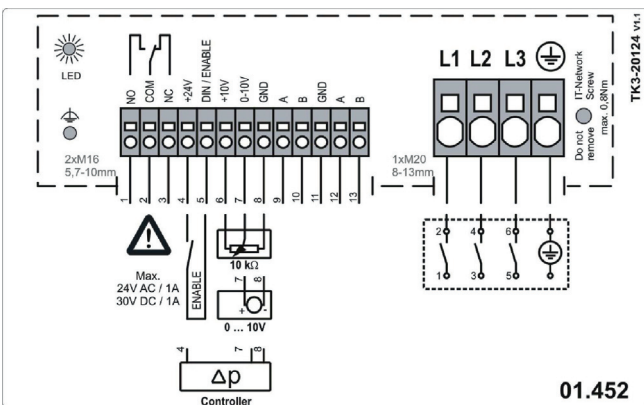 LED
2xM16
5,7-10mm
NO
COM
NC
+24V
DIN / ENABLE
+10V
0-10V
GND
A
B
GND
A
B
1 2 3 4 5 6 7 8 9 10 11 12 13
L1 L2 L3
1xM20
8-13mm
Do not remove
IT-Network Screw
max. 0,8Nm
TK3-20124 V1.1
Max.
24V AC / 1A
30V DC / 1A
ENABLE
10 kΩ
7 8
+ -
0 ... 10V
4 7 8
Δp
Controller
2 4 6
1 3 5
01.452